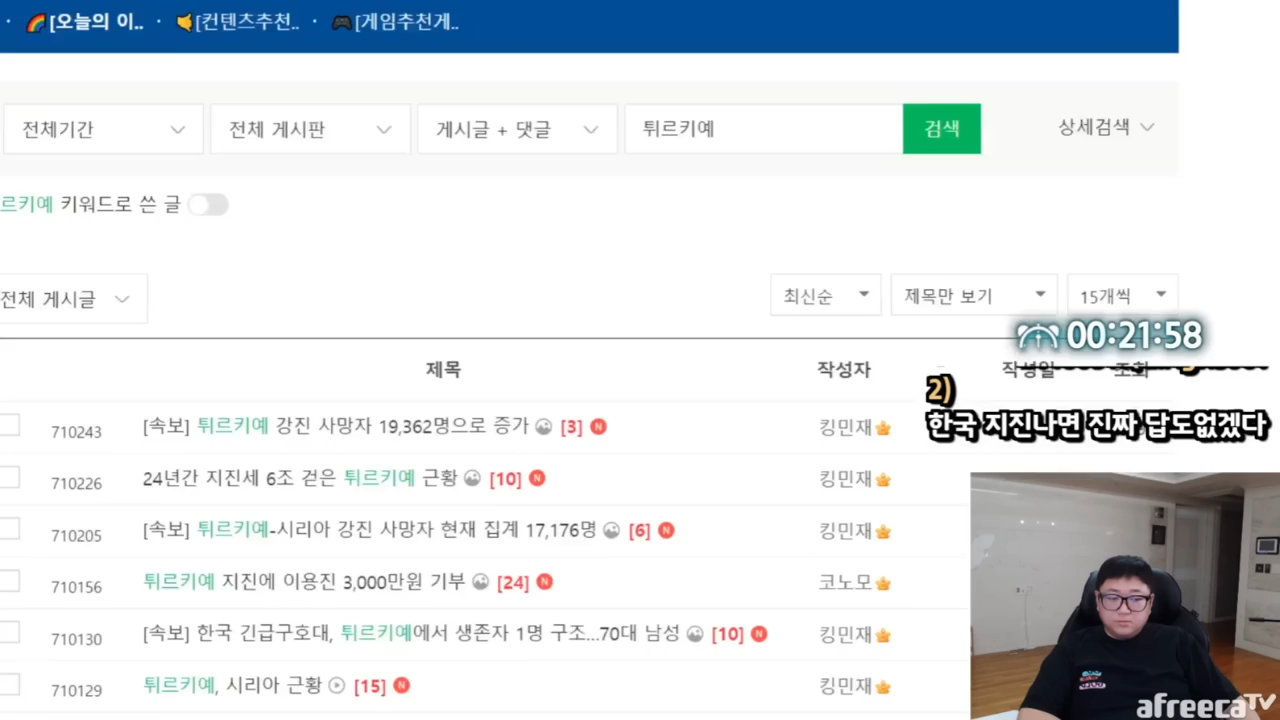 · [오늘의 이.. · [컨텐츠추천.. · [게임추천게..
전체기간 전체 게시판 게시글 + 댓글 튀르키예 검색 상세검색
르키예 키워드로 쓴 글
전체 게시글 최신순 제목만 보기 15개씩
00:21:58
제목 작성자 작성일 조회
2)
한국 지진나면 진짜 답도없겠다
710243 [속보] 튀르키예 강진 사망자 19,362명으로 증가 [3] N 킹민재
710226 24년간 지진세 6조 걷은 튀르키예 근황 [10] N 킹민재
710205 [속보] 튀르키예-시리아 강진 사망자 현재 집계 17,176명 [6] N 킹민재
710156 튀르키예 지진에 이용진 3,000만원 기부 [24] N 코노모
710130 [속보] 한국 긴급구호대, 튀르키예에서 생존자 1명 구조...70대 남성 [10] N 킹민재
710129 튀르키예, 시리아 근황 [15] N 킹민재
afreecaTV